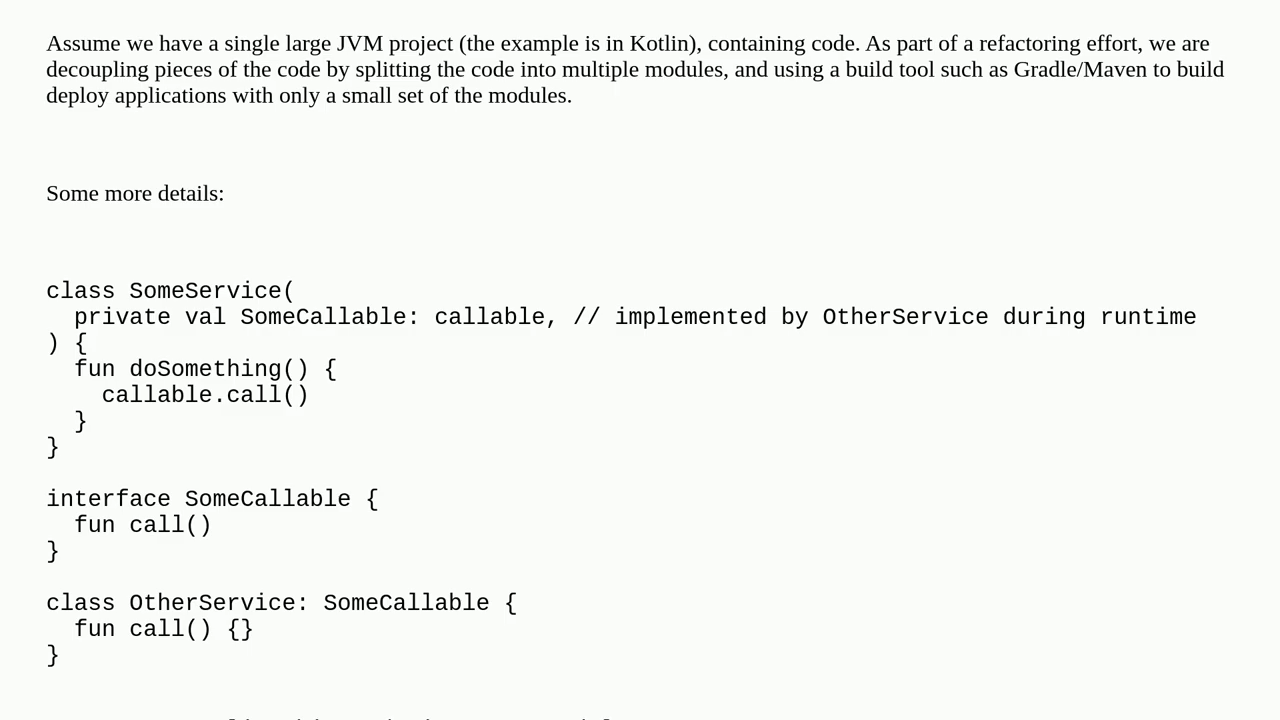 Assume we have a single large JVM project (the example is in Kotlin), containing code. As part of a refactoring effort, we are
decoupling pieces of the code by splitting the code into multiple modules, and using a build tool such as Gradle/Maven to build
deploy applications with only a small set of the modules.
Some more details:
class SomeService(
  private val SomeCallable: callable, // implemented by OtherService during runtime
) {
  fun doSomething() {
    callable.call()
  }
}
interface SomeCallable {
  fun call()
}
class OtherService: SomeCallable {
  fun call() {}
}